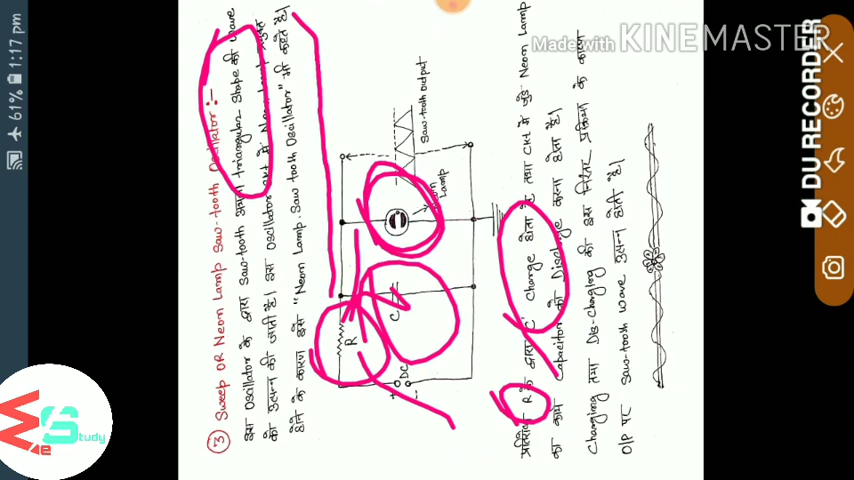 ③ Sweep OR Neon Lamp Saw-tooth Oscillator:-
इस Oscillator के द्वारा Saw-tooth अथवा triangular Shape की wave
को उत्पन्न की जाती है। इस Oscillator CKT में Neon Lamp
होने के कारण इसे "Neon Lamp. Saw tooth Oscillator" भी कहते है।
R
C
DC
+
-
Neon
Lamp
Saw-tooth output
प्रतिरोध R के द्वारा 'C' Charge होता है तथा CKT में जुड़े Neon Lamp
का कार्य Capacitor को Discharge करना होता है।
Charging तथा Dis-Charging की इस निरंतर प्रक्रिया के कारण
O/P पर Saw-tooth wave उत्पन्न होती है।
61% 1:17 pm
Made with KINEMASTER
DU RECORDER
We Study